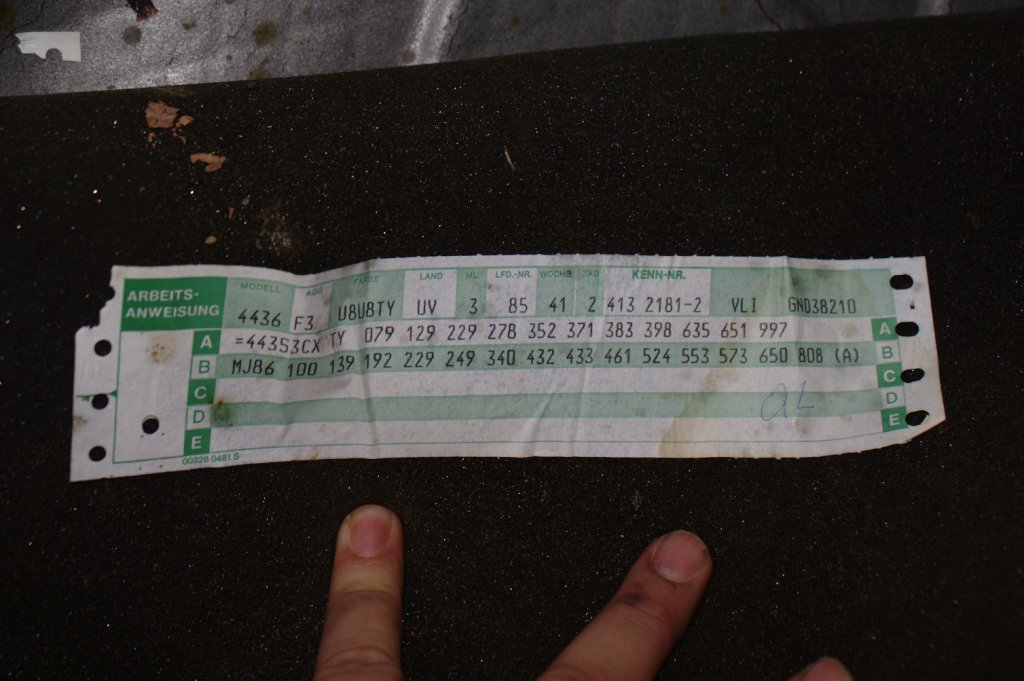 MODELL AGG FARBE LAND ML LFD.-NR. WOCHE TAG KENN-NR.
ARBEITS-
ANWEISUNG
4436 F3 U8U8TY UV 3 85 41 2 413 2181-2 VLI GN038210
A =443S3CX TY 079 129 229 278 352 371 383 398 635 651 997 A
B MJ86 100 139 192 229 249 340 432 433 461 524 553 573 650 808 (A) B
C C
D D
E E
00326 0481 S